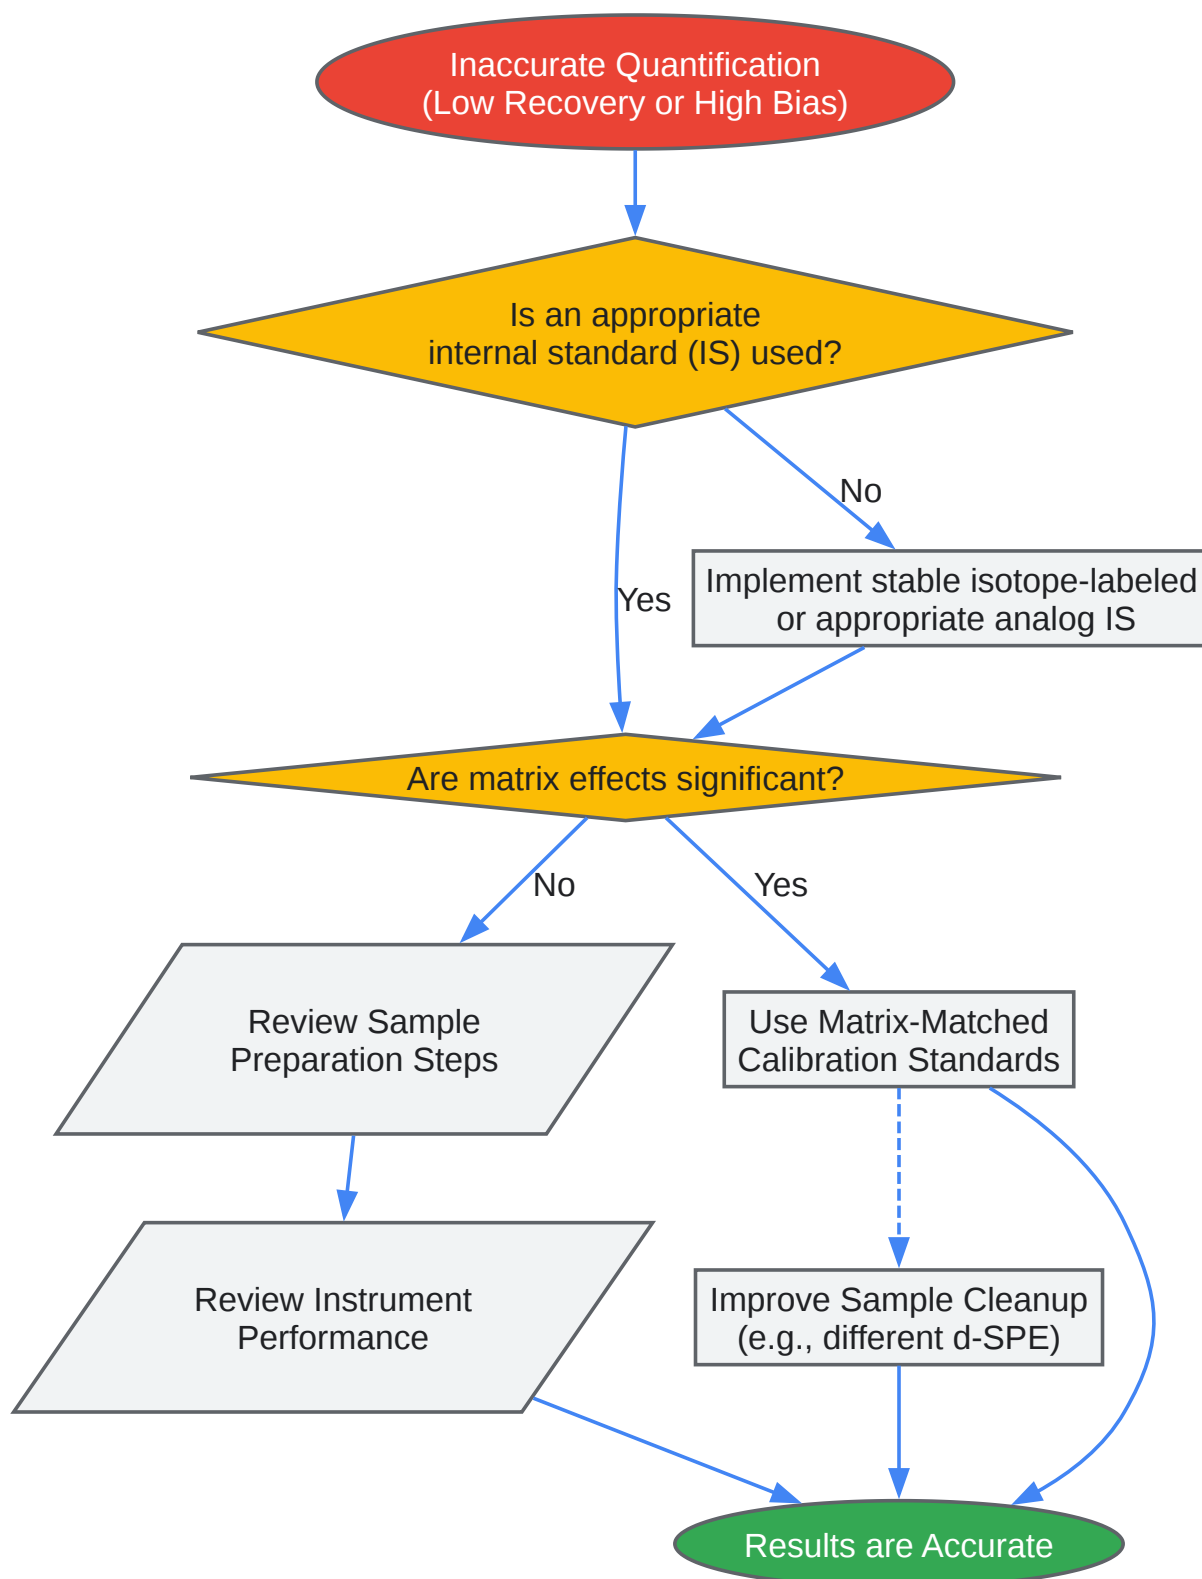 Inaccurate Quantification
(Low Recovery or High Bias)
Is an appropriate
internal standard (IS) used?
No
Implement stable isotope-labeled
or appropriate analog IS
Yes
Are matrix effects significant?
No
Yes
Review Sample
Preparation Steps
Use Matrix-Matched
Calibration Standards
Review Instrument
Performance
Improve Sample Cleanup
(e.g., different d-SPE)
Results are Accurate